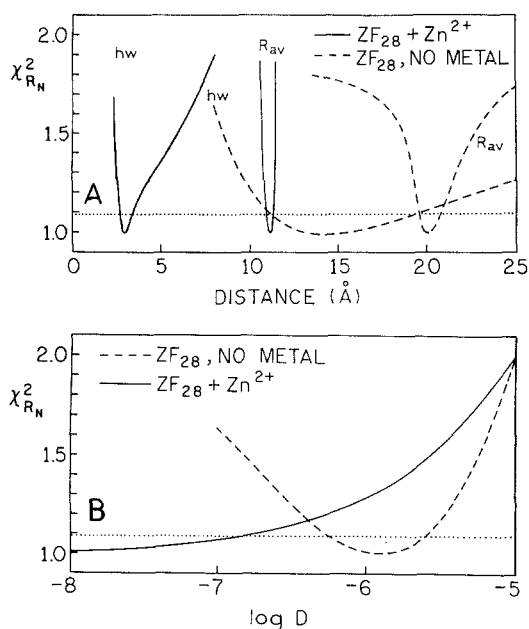 ZF28 + Zn2+
ZF28, NO METAL
hw
Rav
hw
Rav
χ2RN
2.0
1.5
1.0
A
0 5 10 15 20 25
DISTANCE (Å)
ZF28, NO METAL
ZF28 + Zn2+
χ2RN
2.0
1.5
1.0
B
-8 -7 -6 -5
log D